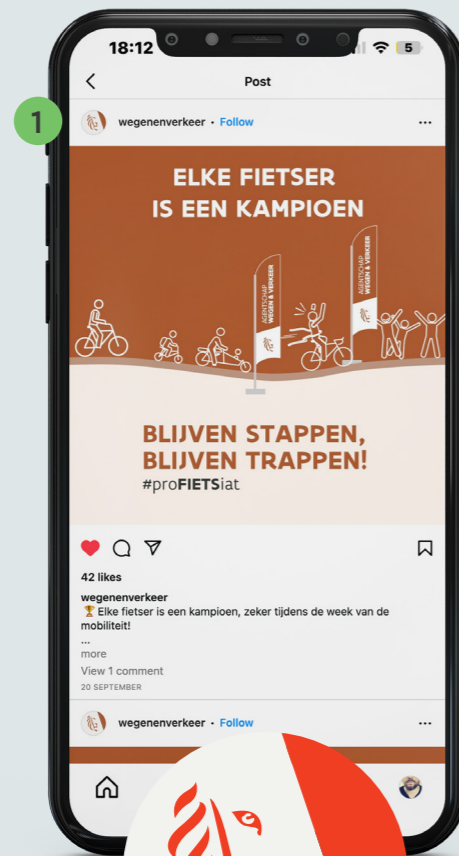 18:12
5
Post
1
wegenenverkeer · Follow
...
ELKE FIETSER
IS EEN KAMPIOEN
AGENTSCHAP
WEGEN & VERKEER
AGENTSCHAP
WEGEN & VERKEER
BLIJVEN STAPPEN,
BLIJVEN TRAPPEN!
#proFIETSiat
42 likes
wegenenverkeer
🏆 Elke fietser is een kampioen, zeker tijdens de week van de
mobiliteit!
...
more
View 1 comment
20 SEPTEMBER
wegenenverkeer · Follow
...